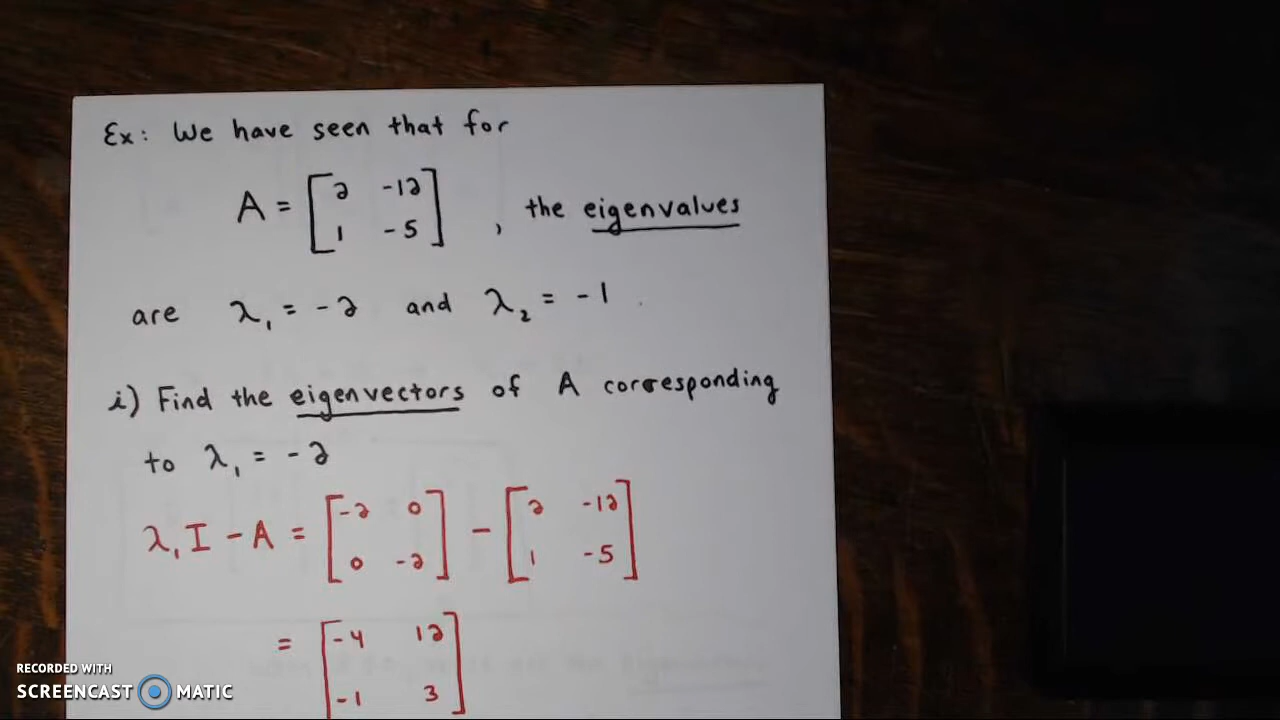 Ex: We have seen that for
A = [2 -12
1 -5] , the eigenvalues
are λ₁ = -2 and λ₂ = -1.
i) Find the eigenvectors of A corresponding
to λ₁ = -2
λ₁I - A = [-2 0
0 -2] - [2 -12
1 -5]
= [-4 12
-1 3]
RECORDED WITH
SCREENCAST MATIC